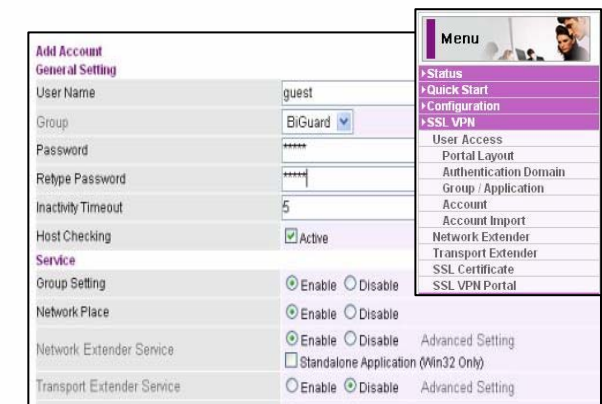 Add Account
General Setting
User Name guest
Group BiGuard
Password *****
Retype Password *****
Inactivity Timeout 5
Host Checking Active
Service
Group Setting Enable Disable
Network Place Enable Disable
Network Extender Service Enable Disable Advanced Setting
Standalone Application (Win32 Only)
Transport Extender Service Enable Disable Advanced Setting
Menu
Status
Quick Start
Configuration
SSL VPN
User Access
Portal Layout
Authentication Domain
Group / Application
Account
Account Import
Network Extender
Transport Extender
SSL Certificate
SSL VPN Portal